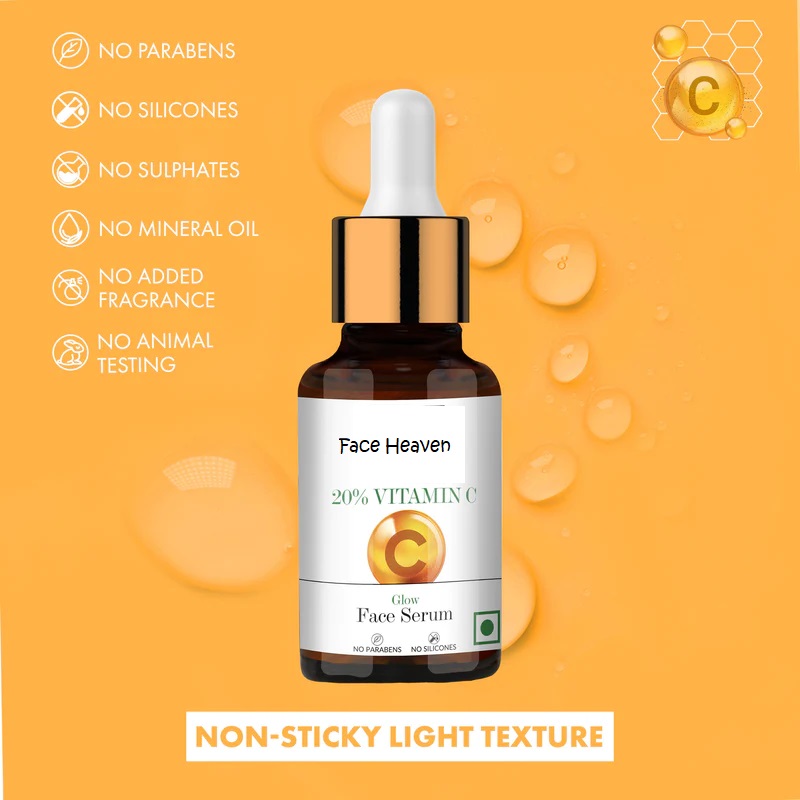 NO PARABENS
NO SILICONES
NO SULPHATES
NO MINERAL OIL
NO ADDED
FRAGRANCE
NO ANIMAL
TESTING
C
Face Heaven
20% VITAMIN C
C
Glow
Face Serum
NO PARABENS NO SILICONES
NON-STICKY LIGHT TEXTURE